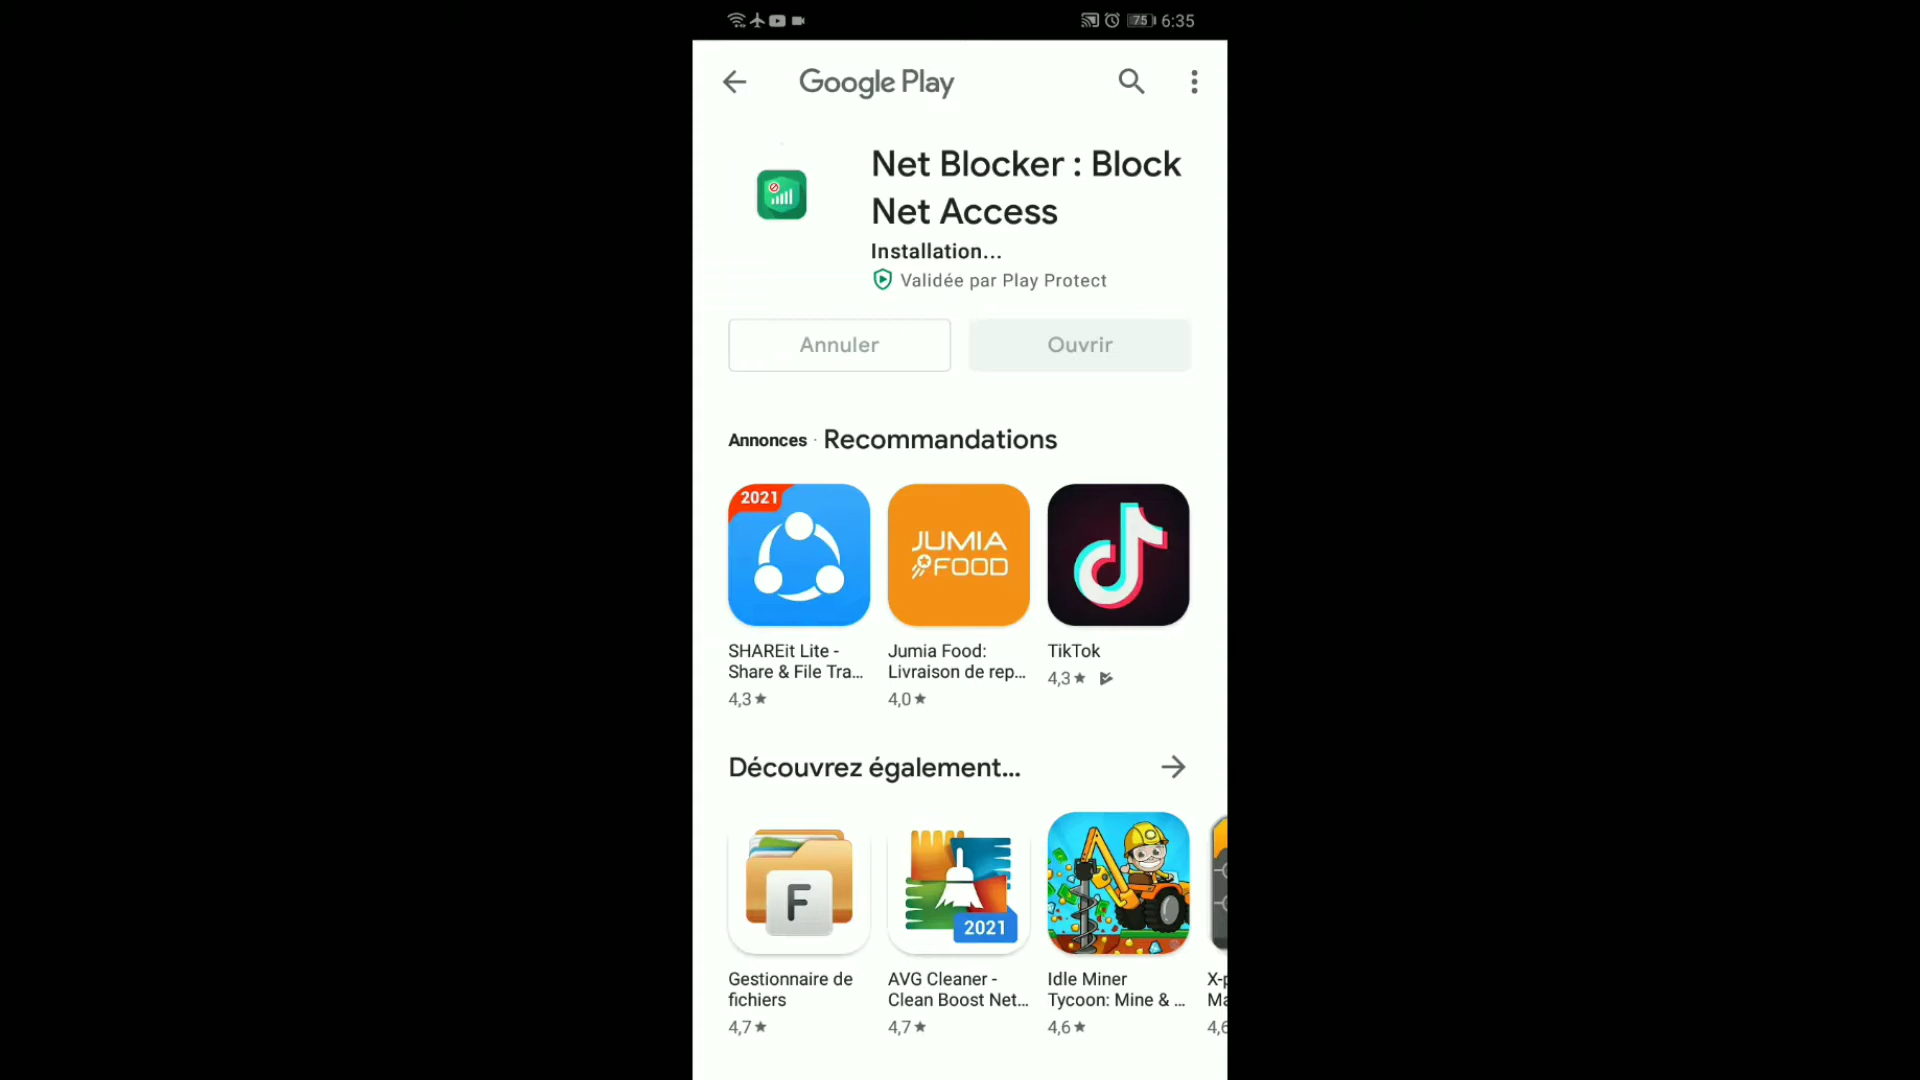 75 6:35
Google Play
Net Blocker : Block
Net Access
Installation...
Validée par Play Protect
Annuler Ouvrir
Annonces · Recommandations
2021
JUMIA
FOOD
SHAREit Lite -
Share & File Tra...
4,3
Jumia Food:
Livraison de rep...
4,0
TikTok
4,3
Découvrez également...
F
2021
Gestionnaire de
fichiers
4,7
AVG Cleaner -
Clean Boost Net...
4,7
Idle Miner
Tycoon: Mine & ...
4,6
4,6